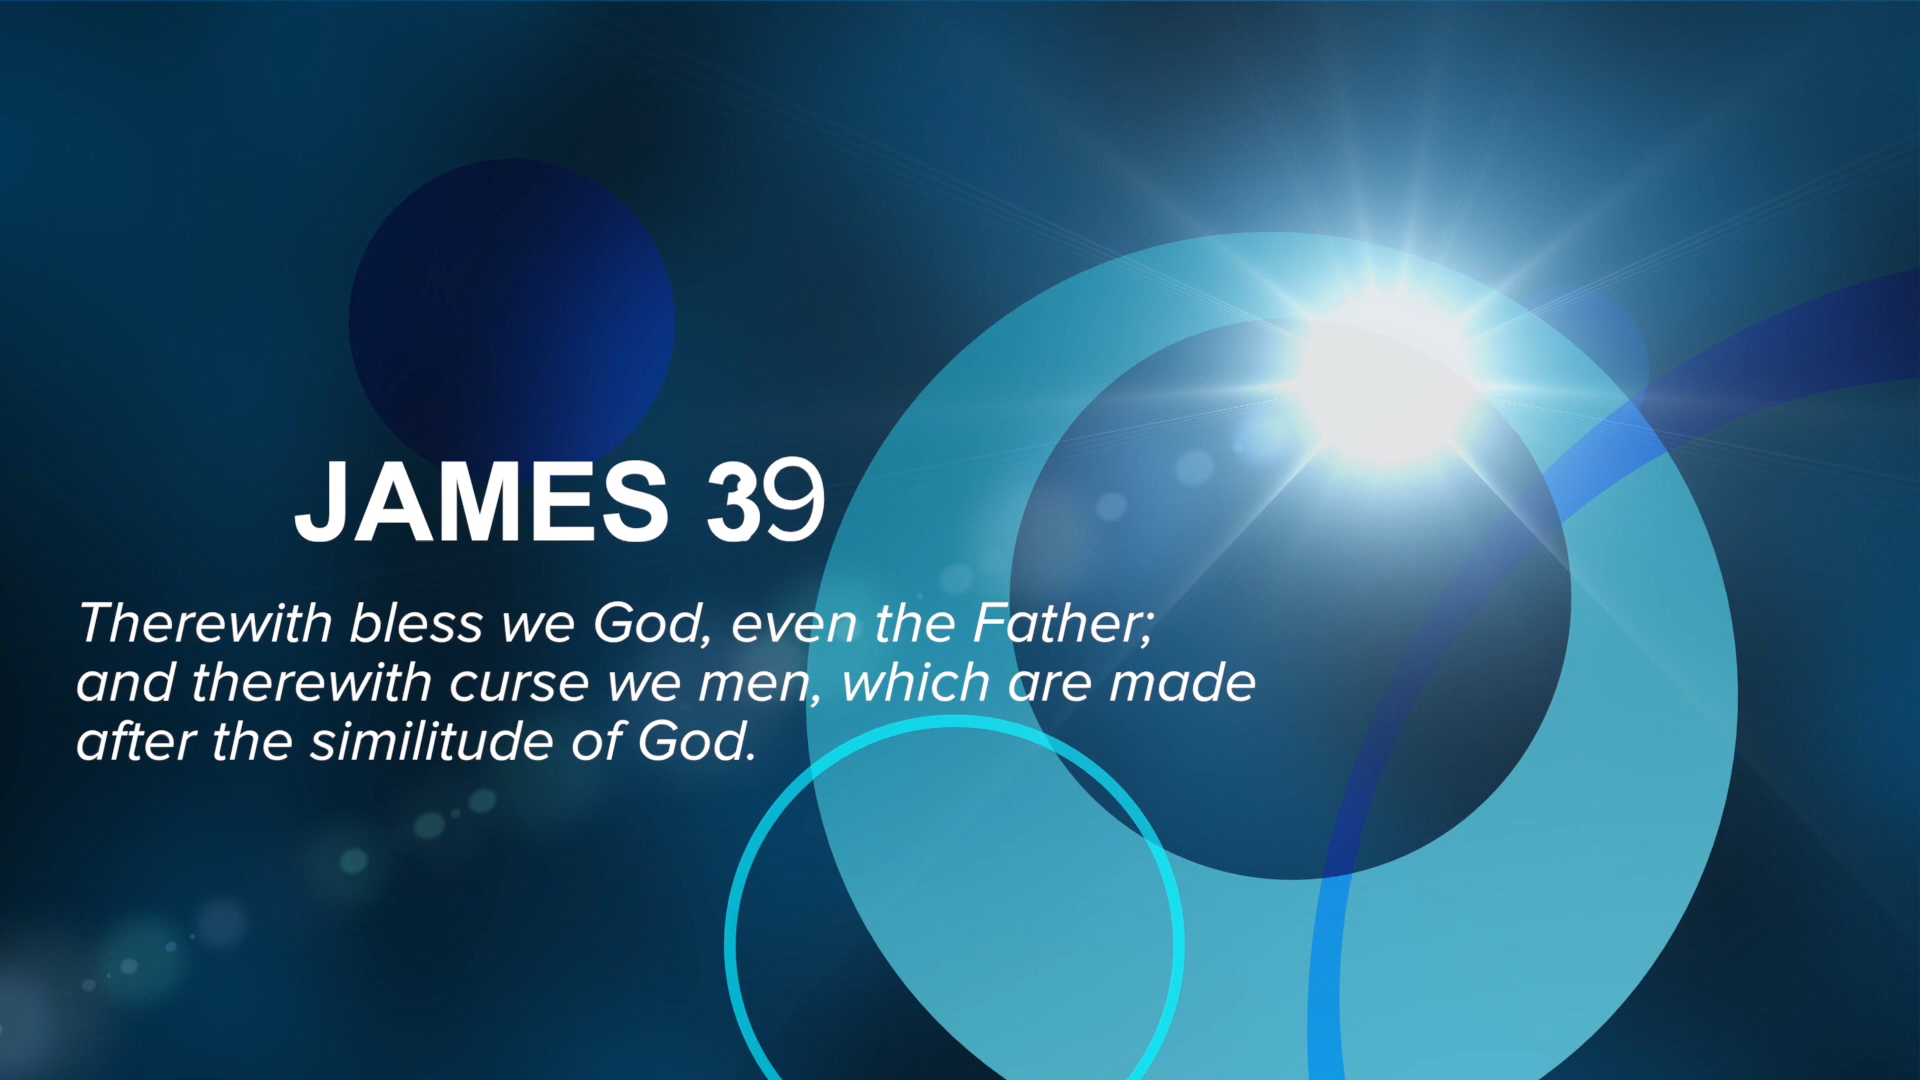 JAMES 39
Therewith bless we God, even the Father;
and therewith curse we men, which are made
after the similitude of God.